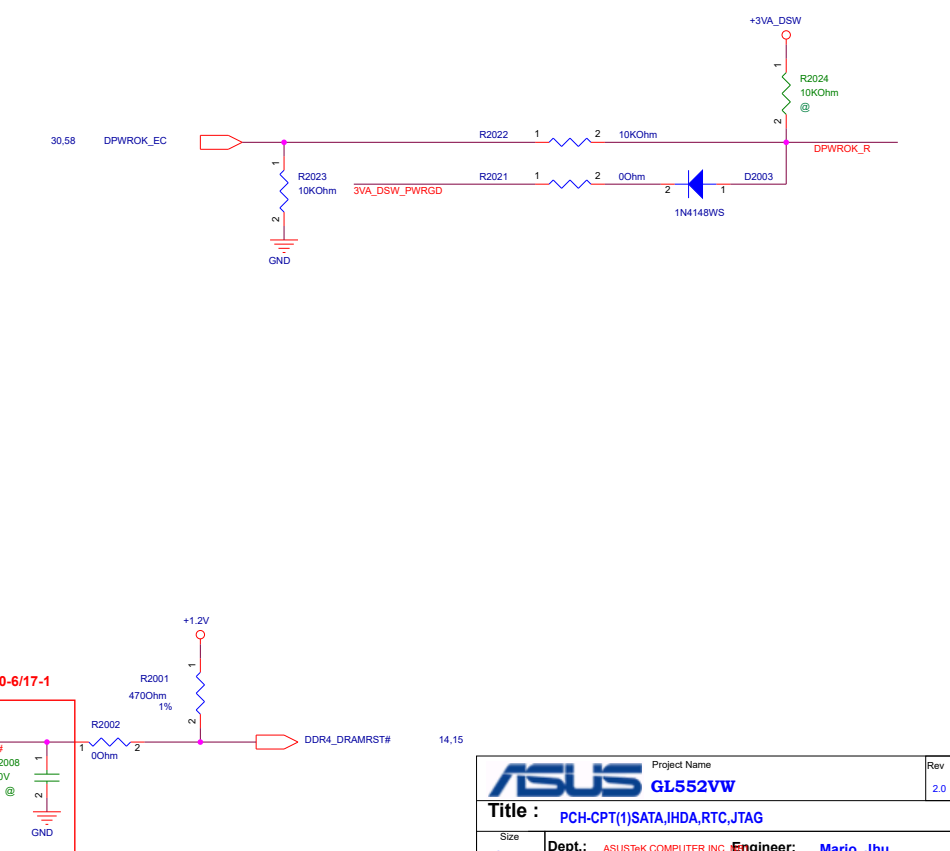 +3VA_DSW
1
R2024
10KOhm
@
2
30,58 DPWROK_EC
R2022 1 2 10KOhm
DPWROK_R
1
R2023
10KOhm
2
GND
3VA_DSW_PWRGD
R2021 1 2 0Ohm
2 1 D2003
1N4148WS
+1.2V
1
R2001
470Ohm
1%
2
0-6/17-1
R2002
1 2
0Ohm
DDR4_DRAMRST# 14,15
#
2008
0V
@
1
2
GND
ASUS
Project Name
GL552VW
Rev
2.0
Title :
PCH-CPT(1)SATA,IHDA,RTC,JTAG
Size
Dept.: ASUSTeK COMPUTER INC. Engineer: Mario_Jhu